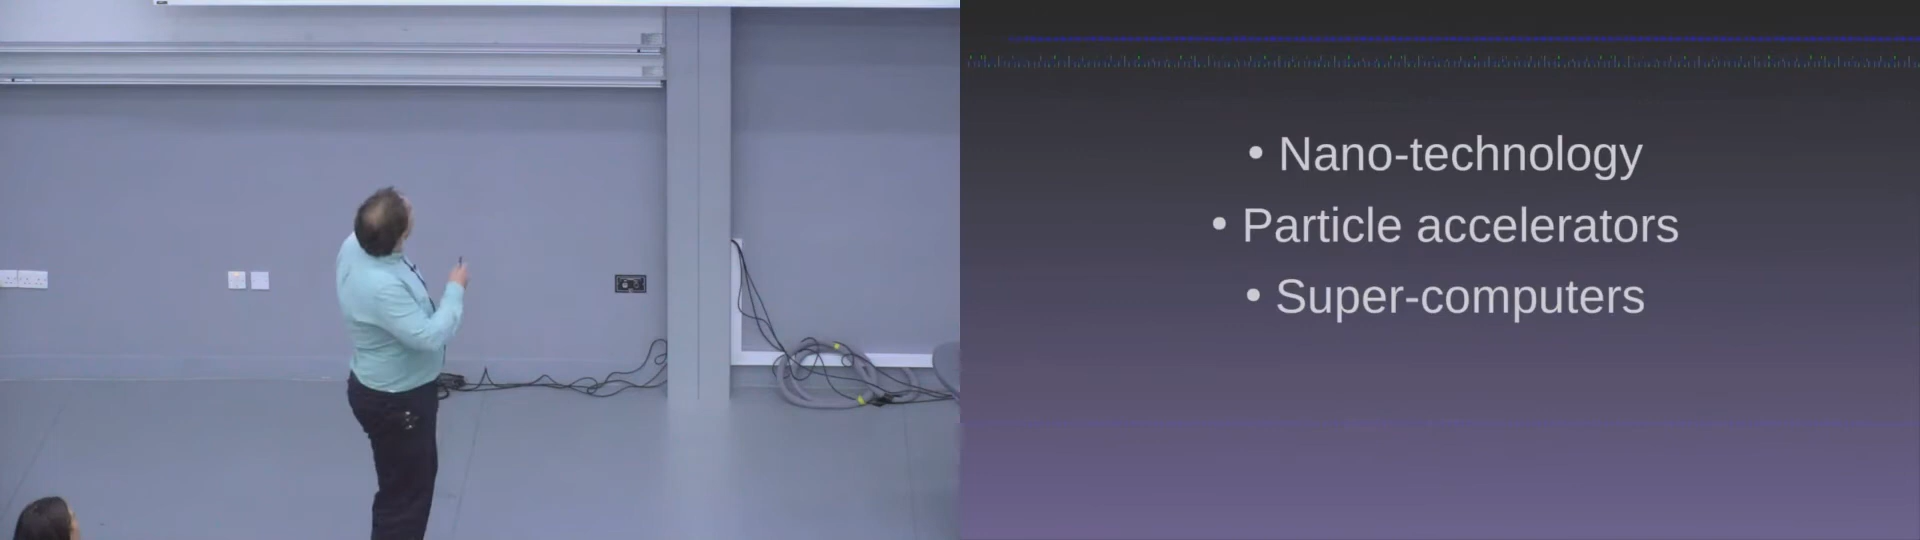 • Nano-technology
• Particle accelerators
• Super-computers